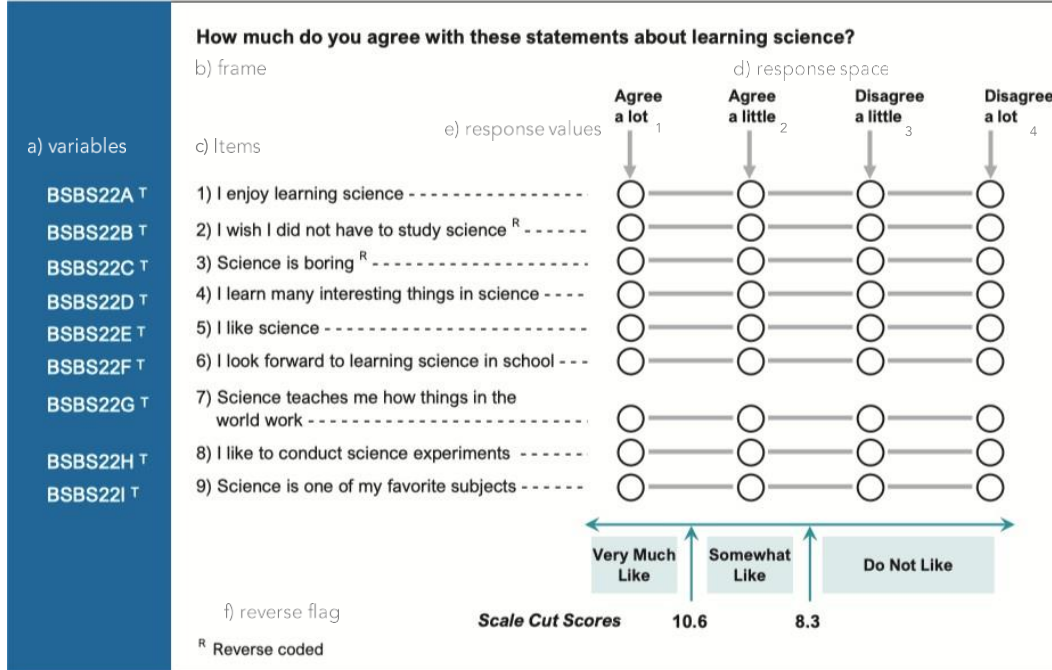 How much do you agree with these statements about learning science?
b) frame
d) response space
Agree a lot 1
Agree a little 2
Disagree a little 3
Disagree a lot 4
e) response values
a) variables
c) Items
BSBS22A T
1) I enjoy learning science
BSBS22B T
2) I wish I did not have to study science R
BSBS22C T
3) Science is boring R
BSBS22D T
4) I learn many interesting things in science
BSBS22E T
5) I like science
BSBS22F T
6) I look forward to learning science in school
BSBS22G T
7) Science teaches me how things in the
world work
BSBS22H T
8) I like to conduct science experiments
BSBS22I T
9) Science is one of my favorite subjects
Very Much
Like
Somewhat
Like
Do Not Like
f) reverse flag
Scale Cut Scores 10.6 8.3
R Reverse coded